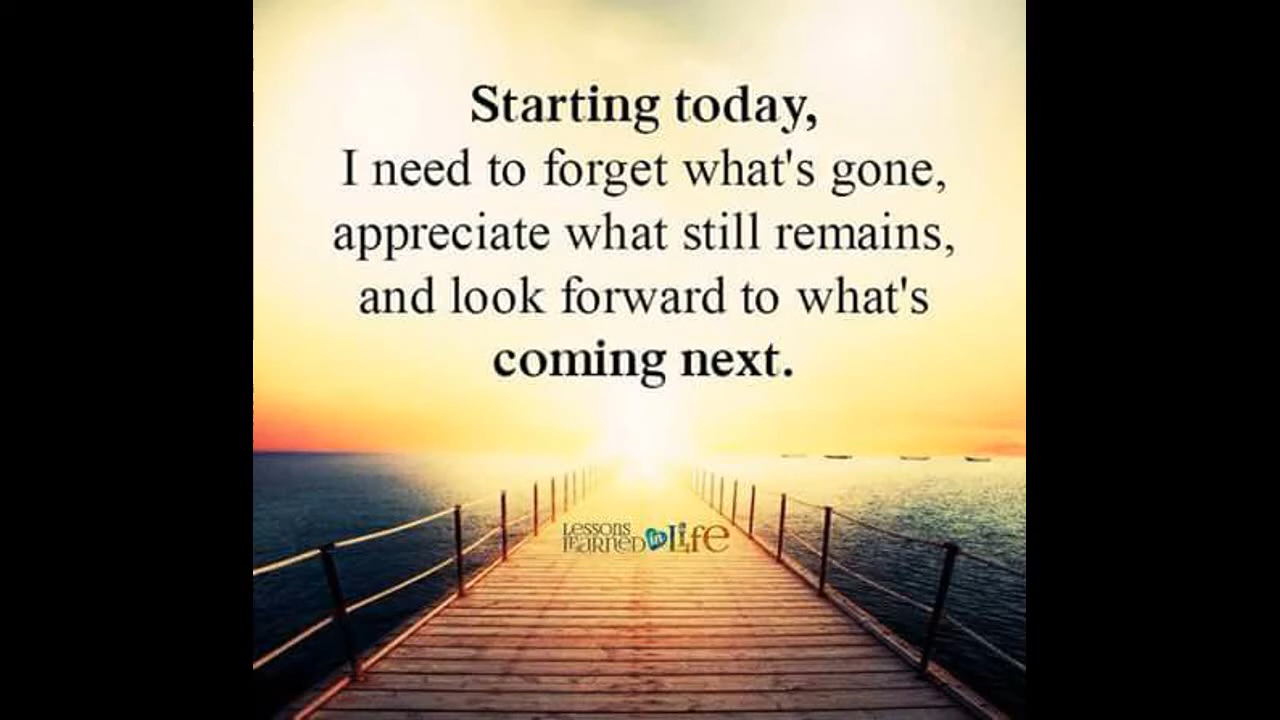 Starting today,
I need to forget what's gone,
appreciate what still remains,
and look forward to what's
coming next.
Lessons
learned in Life